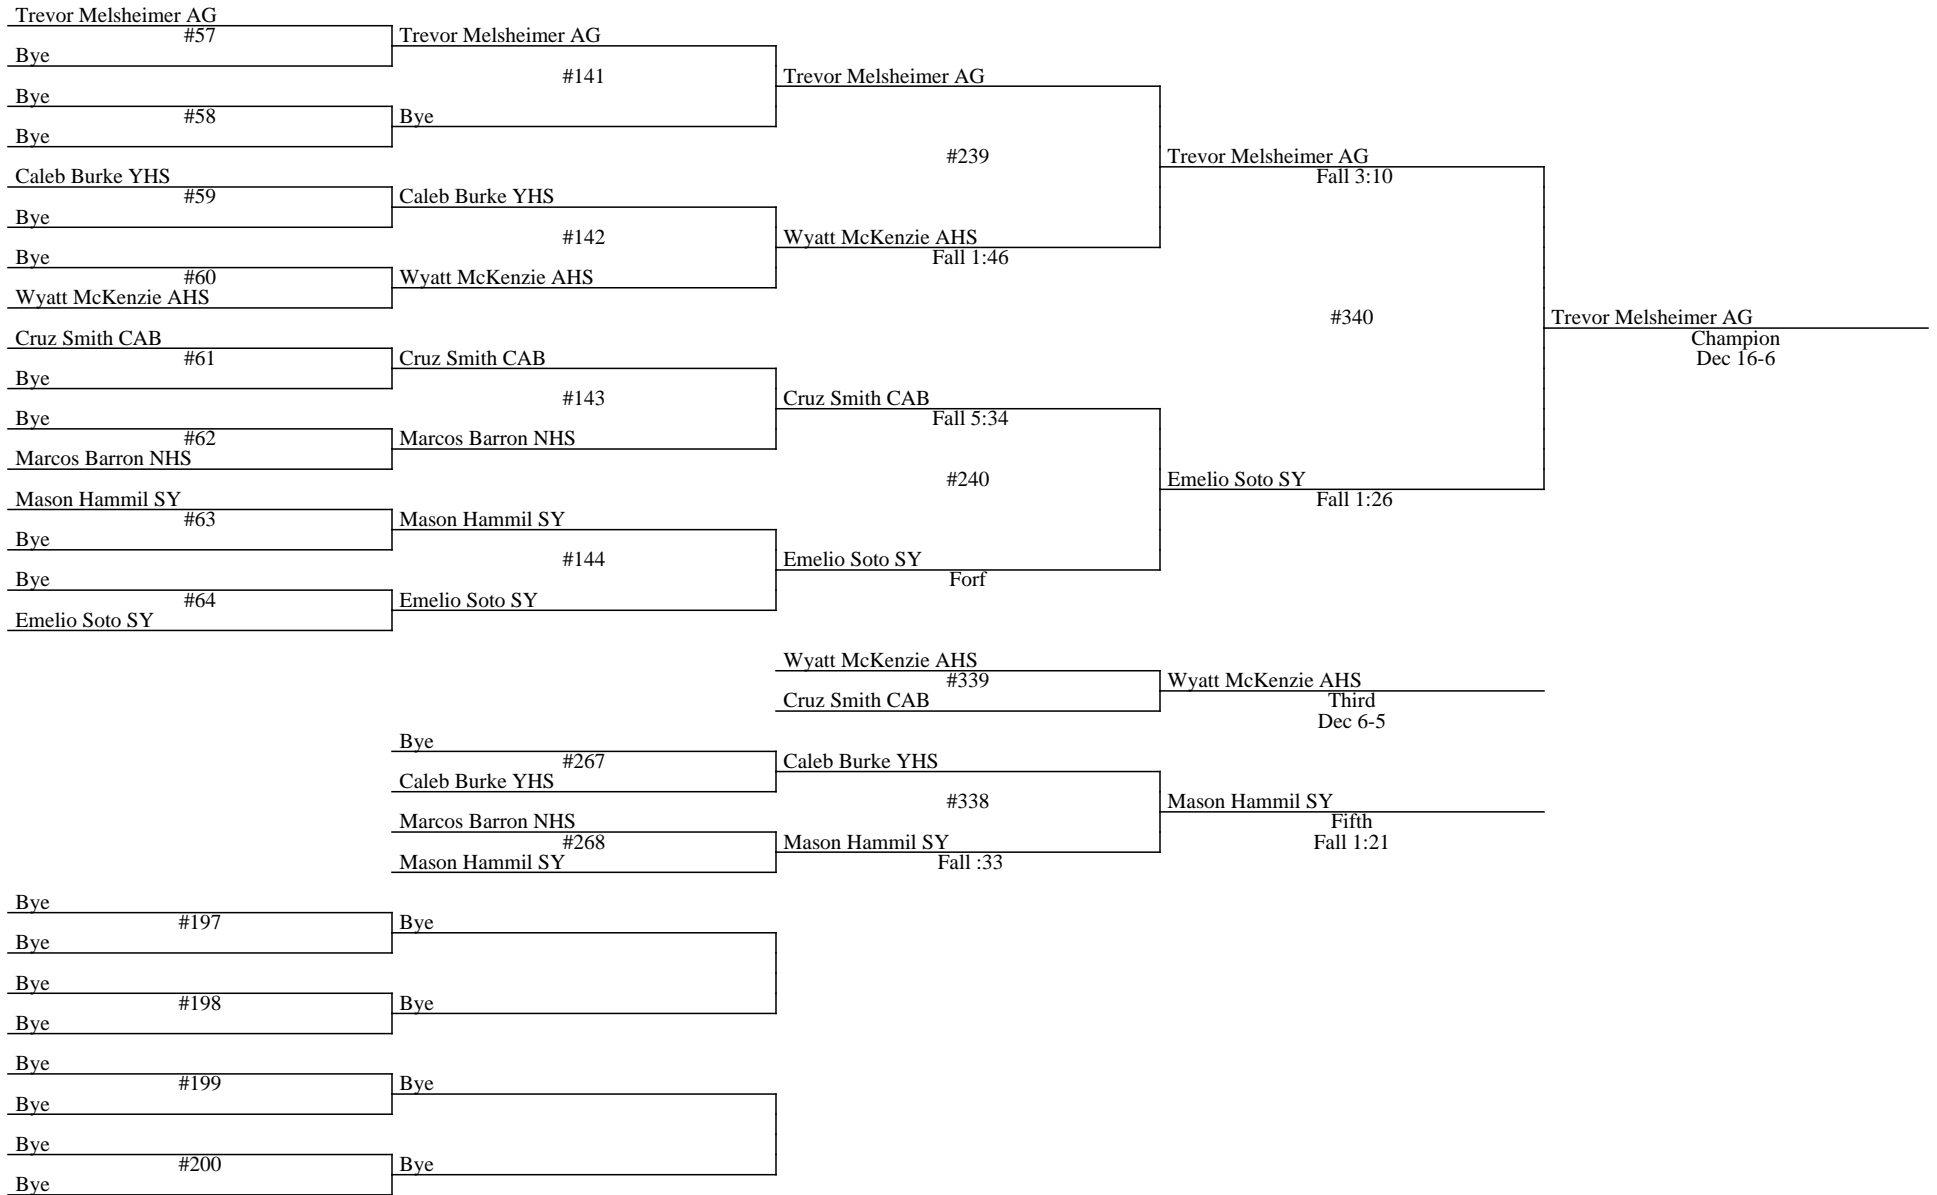 Trevor Melsheimer AG
#57
Bye
Trevor Melsheimer AG
#141
Bye
#58
Bye
Bye
Trevor Melsheimer AG
#239
Caleb Burke YHS
#59
Bye
Caleb Burke YHS
#142
Bye
#60
Wyatt McKenzie AHS
Wyatt McKenzie AHS
Wyatt McKenzie AHS
Fall 1:46
Trevor Melsheimer AG
Fall 3:10
#340
Cruz Smith CAB
#61
Bye
Cruz Smith CAB
#143
Bye
#62
Marcos Barron NHS
Marcos Barron NHS
Cruz Smith CAB
Fall 5:34
#240
Mason Hammil SY
#63
Bye
Mason Hammil SY
#144
Bye
#64
Emelio Soto SY
Emelio Soto SY
Emelio Soto SY
Forf
Emelio Soto SY
Fall 1:26
Trevor Melsheimer AG
Champion
Dec 16-6
Wyatt McKenzie AHS
#339
Cruz Smith CAB
Wyatt McKenzie AHS
Third
Dec 6-5
Bye
#267
Caleb Burke YHS
Caleb Burke YHS
#338
Marcos Barron NHS
#268
Mason Hammil SY
Mason Hammil SY
Fall :33
Mason Hammil SY
Fifth
Fall 1:21
Bye
#197
Bye
Bye
Bye
#198
Bye
Bye
Bye
#199
Bye
Bye
Bye
#200
Bye
Bye